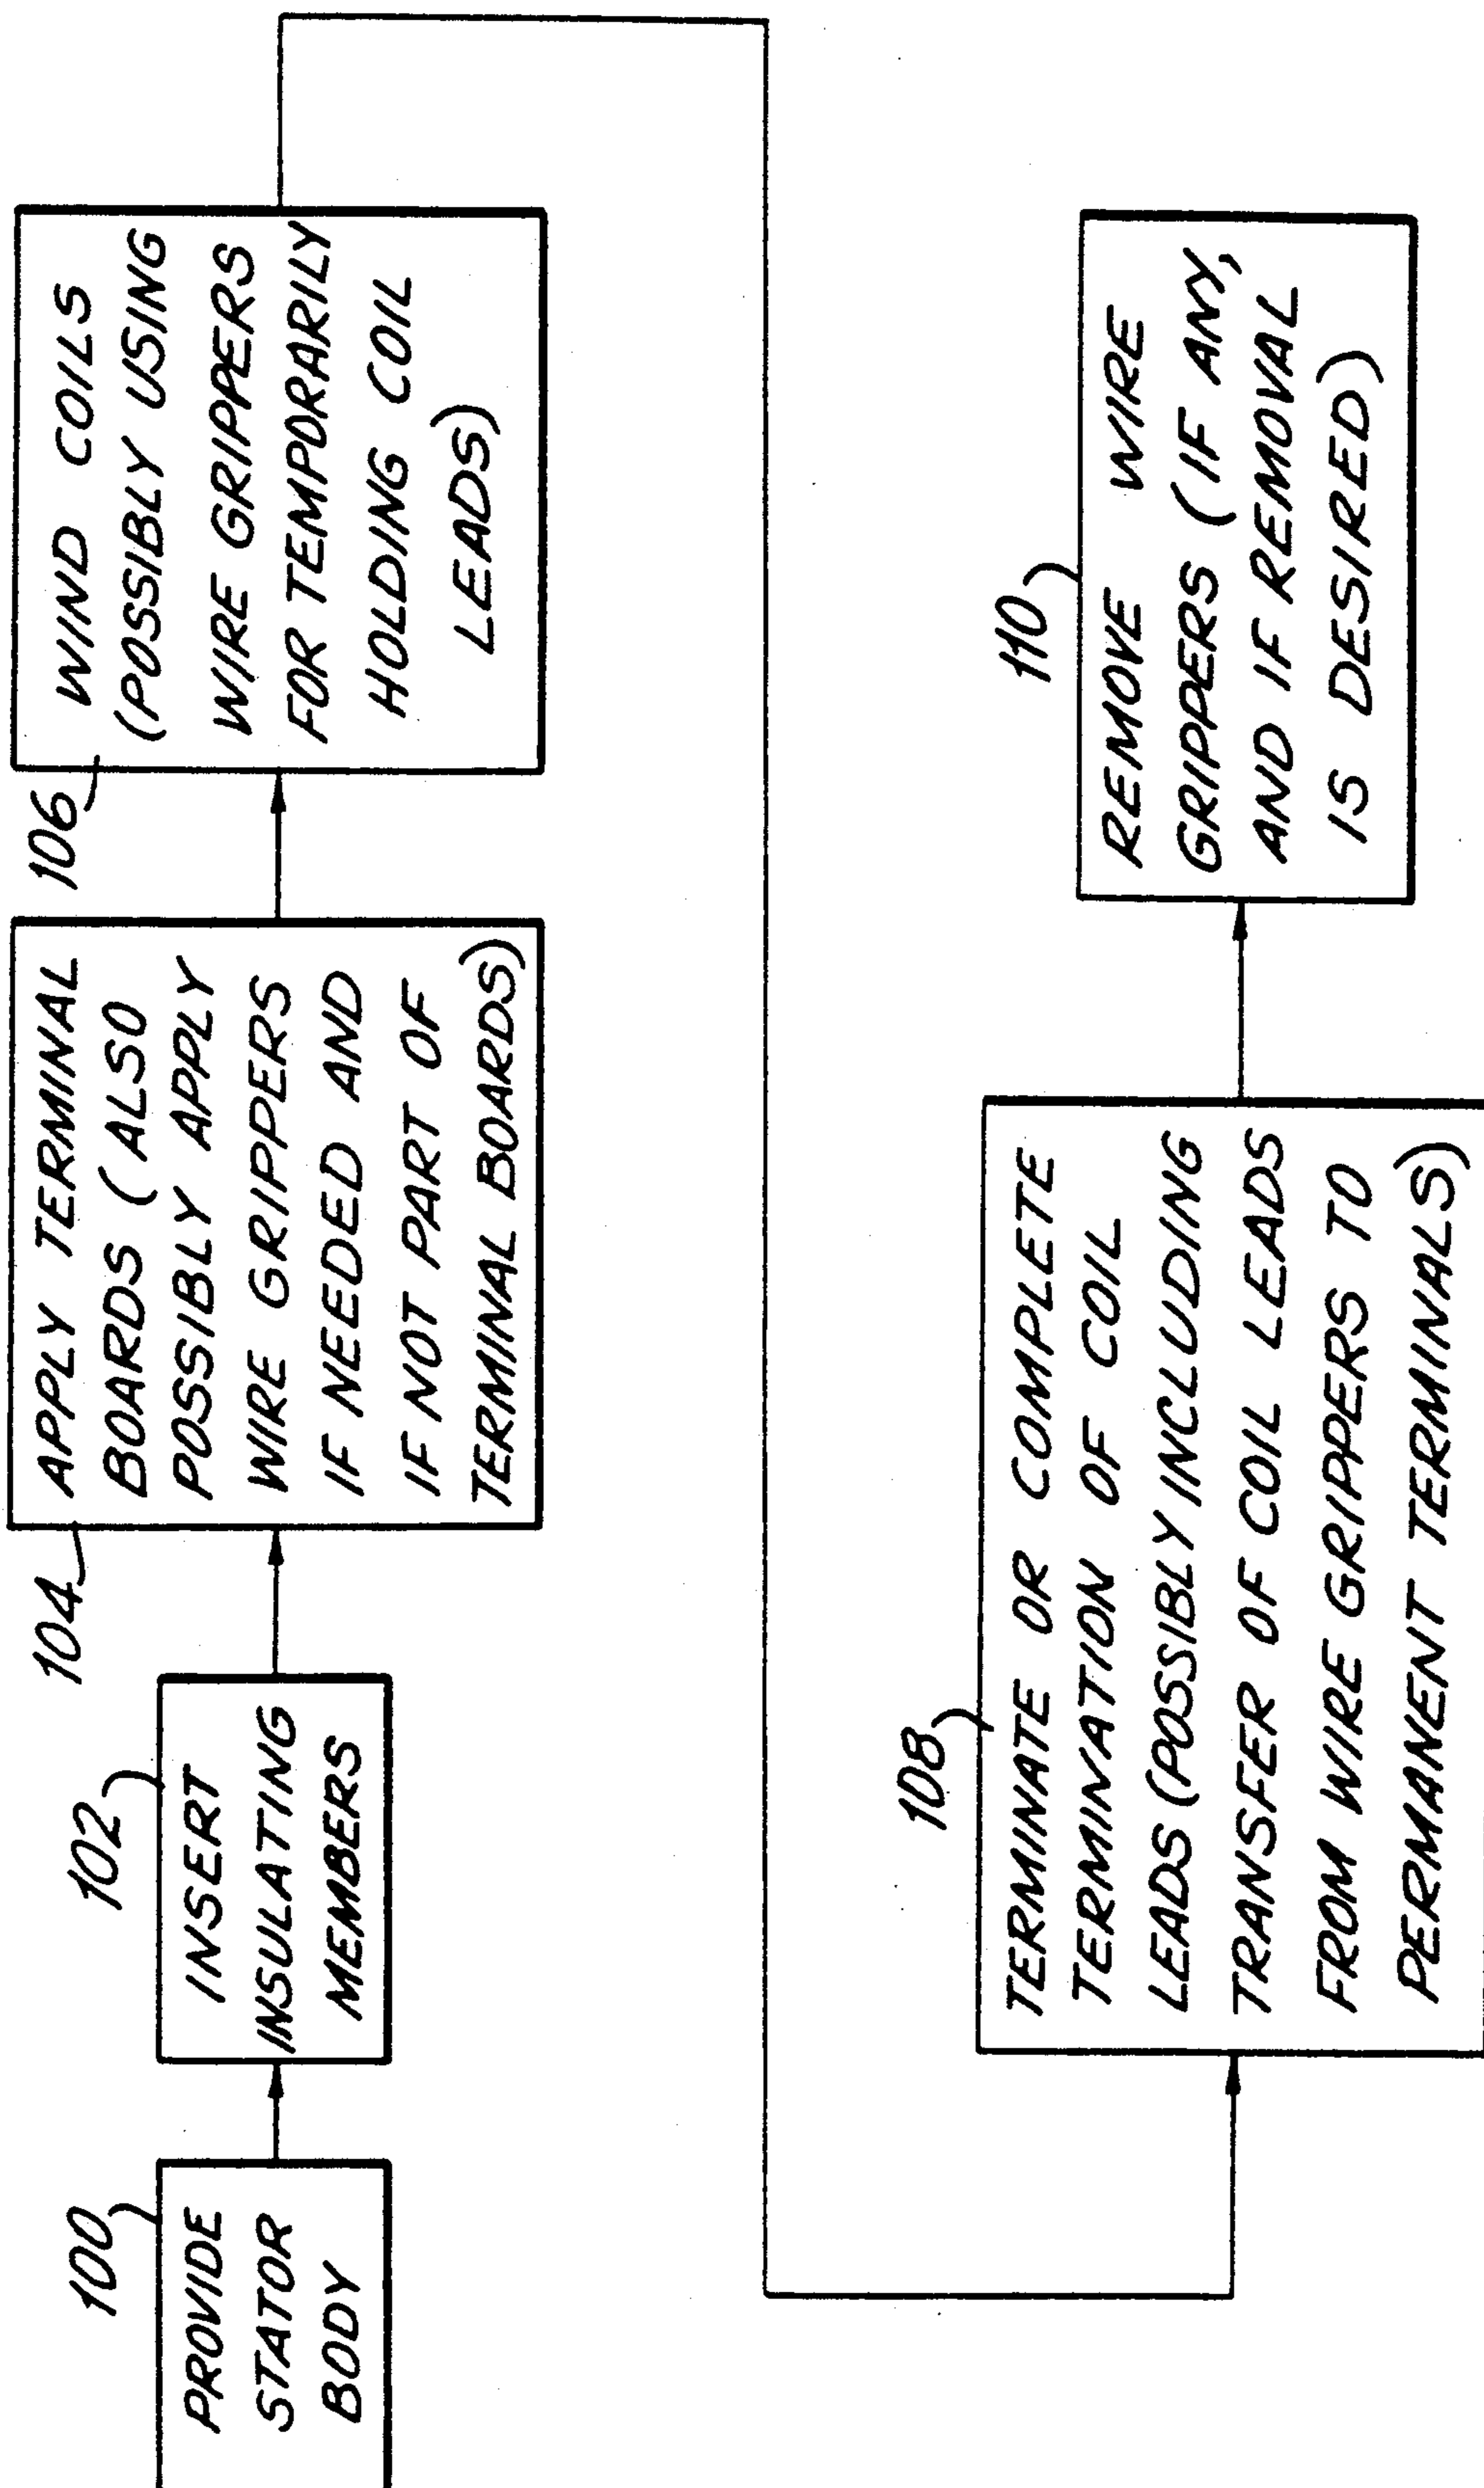 100
PROVIDE
STATOR
BODY
102
INSERT
INSULATING
MEMBERS
104
APPLY TERMINAL
BOARDS (ALSO
POSSIBLY APPLY
WIRE GRIPPERS
IF NEEDED AND
IF NOT PART OF
TERMINAL BOARDS)
106
WIND COILS
(POSSIBLY USING
WIRE GRIPPERS
FOR TEMPORARILY
HOLDING COIL
LEADS)
108
TERMINATE OR COMPLETE
TERMINATION OF COIL
LEADS (POSSIBLY INCLUDING
TRANSFER OF COIL LEADS
FROM WIRE GRIPPERS TO
PERMANENT TERMINALS)
110
REMOVE WIRE
GRIPPERS (IF ANY,
AND IF REMOVAL
IS DESIRED)